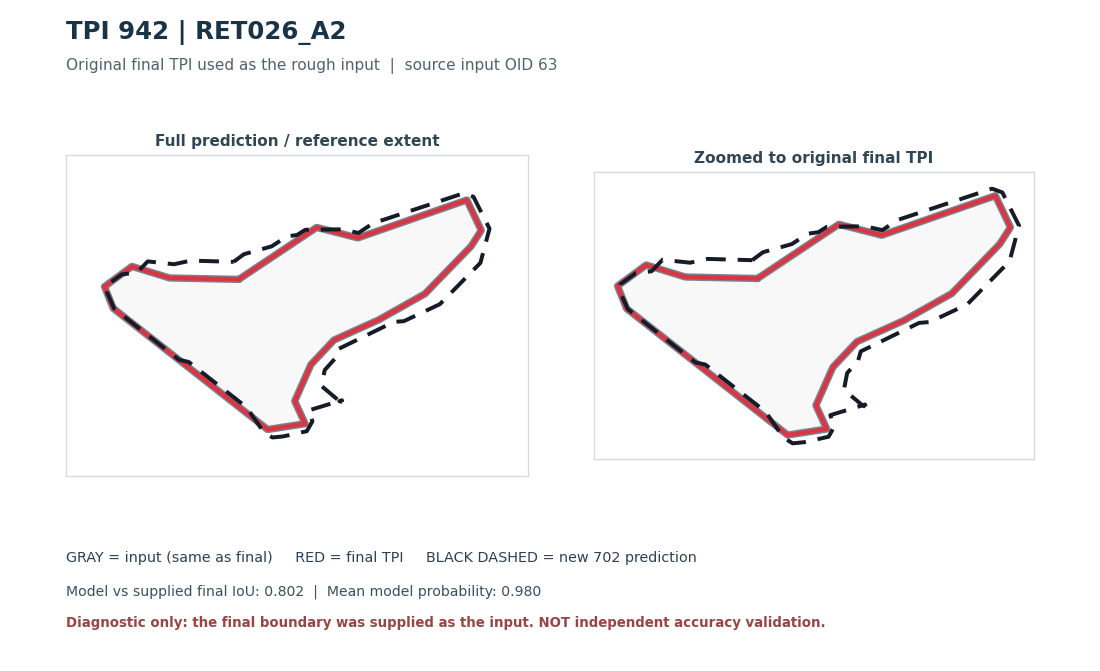 TPI 942 | RET026_A2
Original final TPI used as the rough input | source input OID 63
Full prediction / reference extent
Zoomed to original final TPI
GRAY = input (same as final) RED = final TPI BLACK DASHED = new 702 prediction
Model vs supplied final IoU: 0.802 | Mean model probability: 0.980
Diagnostic only: the final boundary was supplied as the input. NOT independent accuracy validation.